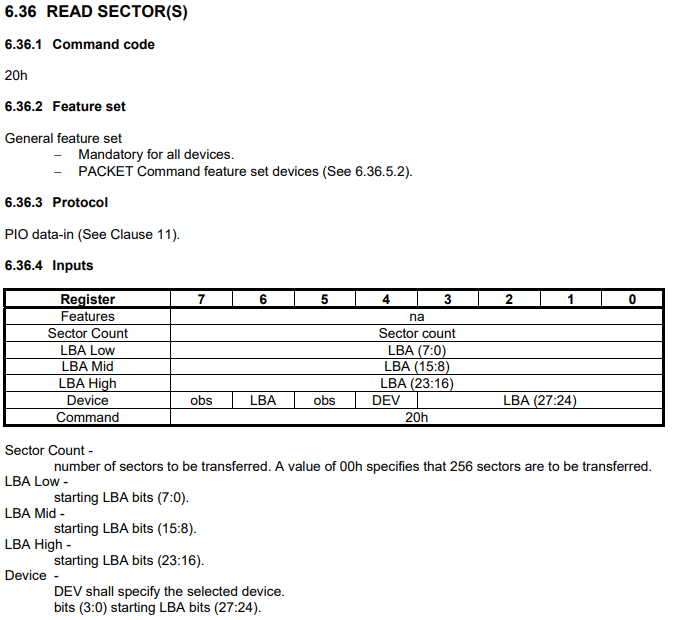 6.36 READ SECTOR(S)
6.36.1 Command code
20h
6.36.2 Feature set
General feature set
– Mandatory for all devices.
– PACKET Command feature set devices (See 6.36.5.2).
6.36.3 Protocol
PIO data-in (See Clause 11).
6.36.4 Inputs
Register 7 6 5 4 3 2 1 0
Features na
Sector Count Sector count
LBA Low LBA (7:0)
LBA Mid LBA (15:8)
LBA High LBA (23:16)
Device obs LBA obs DEV LBA (27:24)
Command 20h
Sector Count -
number of sectors to be transferred. A value of 00h specifies that 256 sectors are to be transferred.
LBA Low -
starting LBA bits (7:0).
LBA Mid -
starting LBA bits (15:8).
LBA High -
starting LBA bits (23:16).
Device -
DEV shall specify the selected device.
bits (3:0) starting LBA bits (27:24).